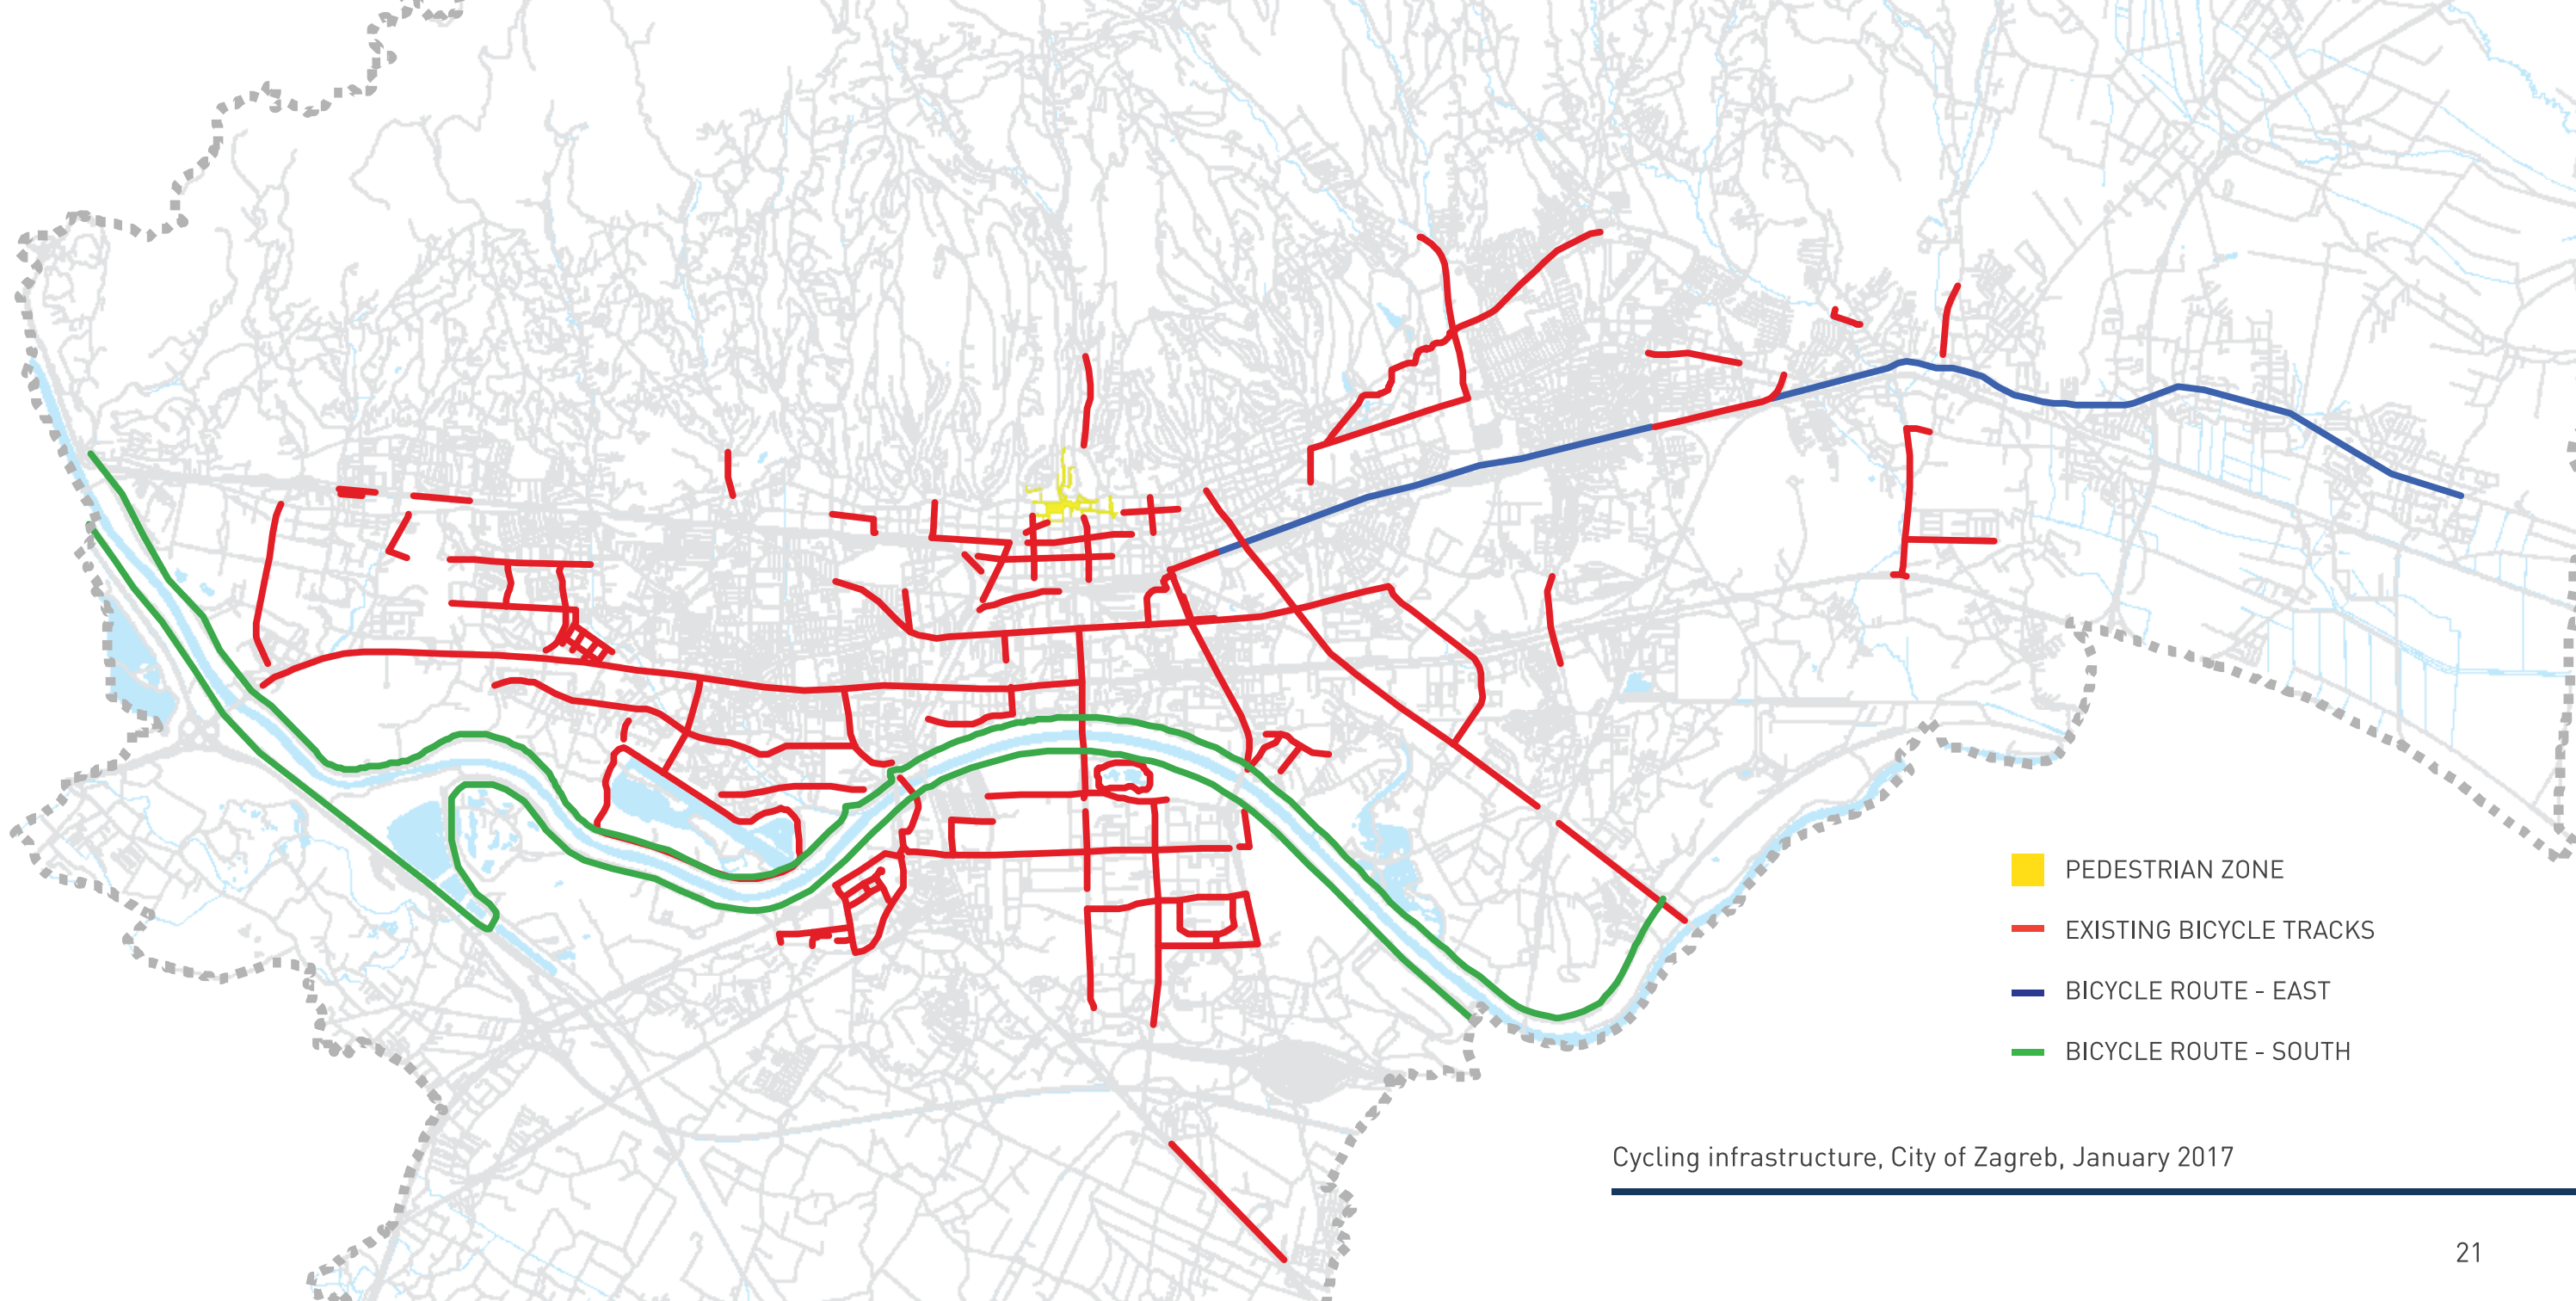 PEDESTRIAN ZONE
EXISTING BICYCLE TRACKS
BICYCLE ROUTE - EAST
BICYCLE ROUTE - SOUTH
Cycling infrastructure, City of Zagreb, January 2017
21